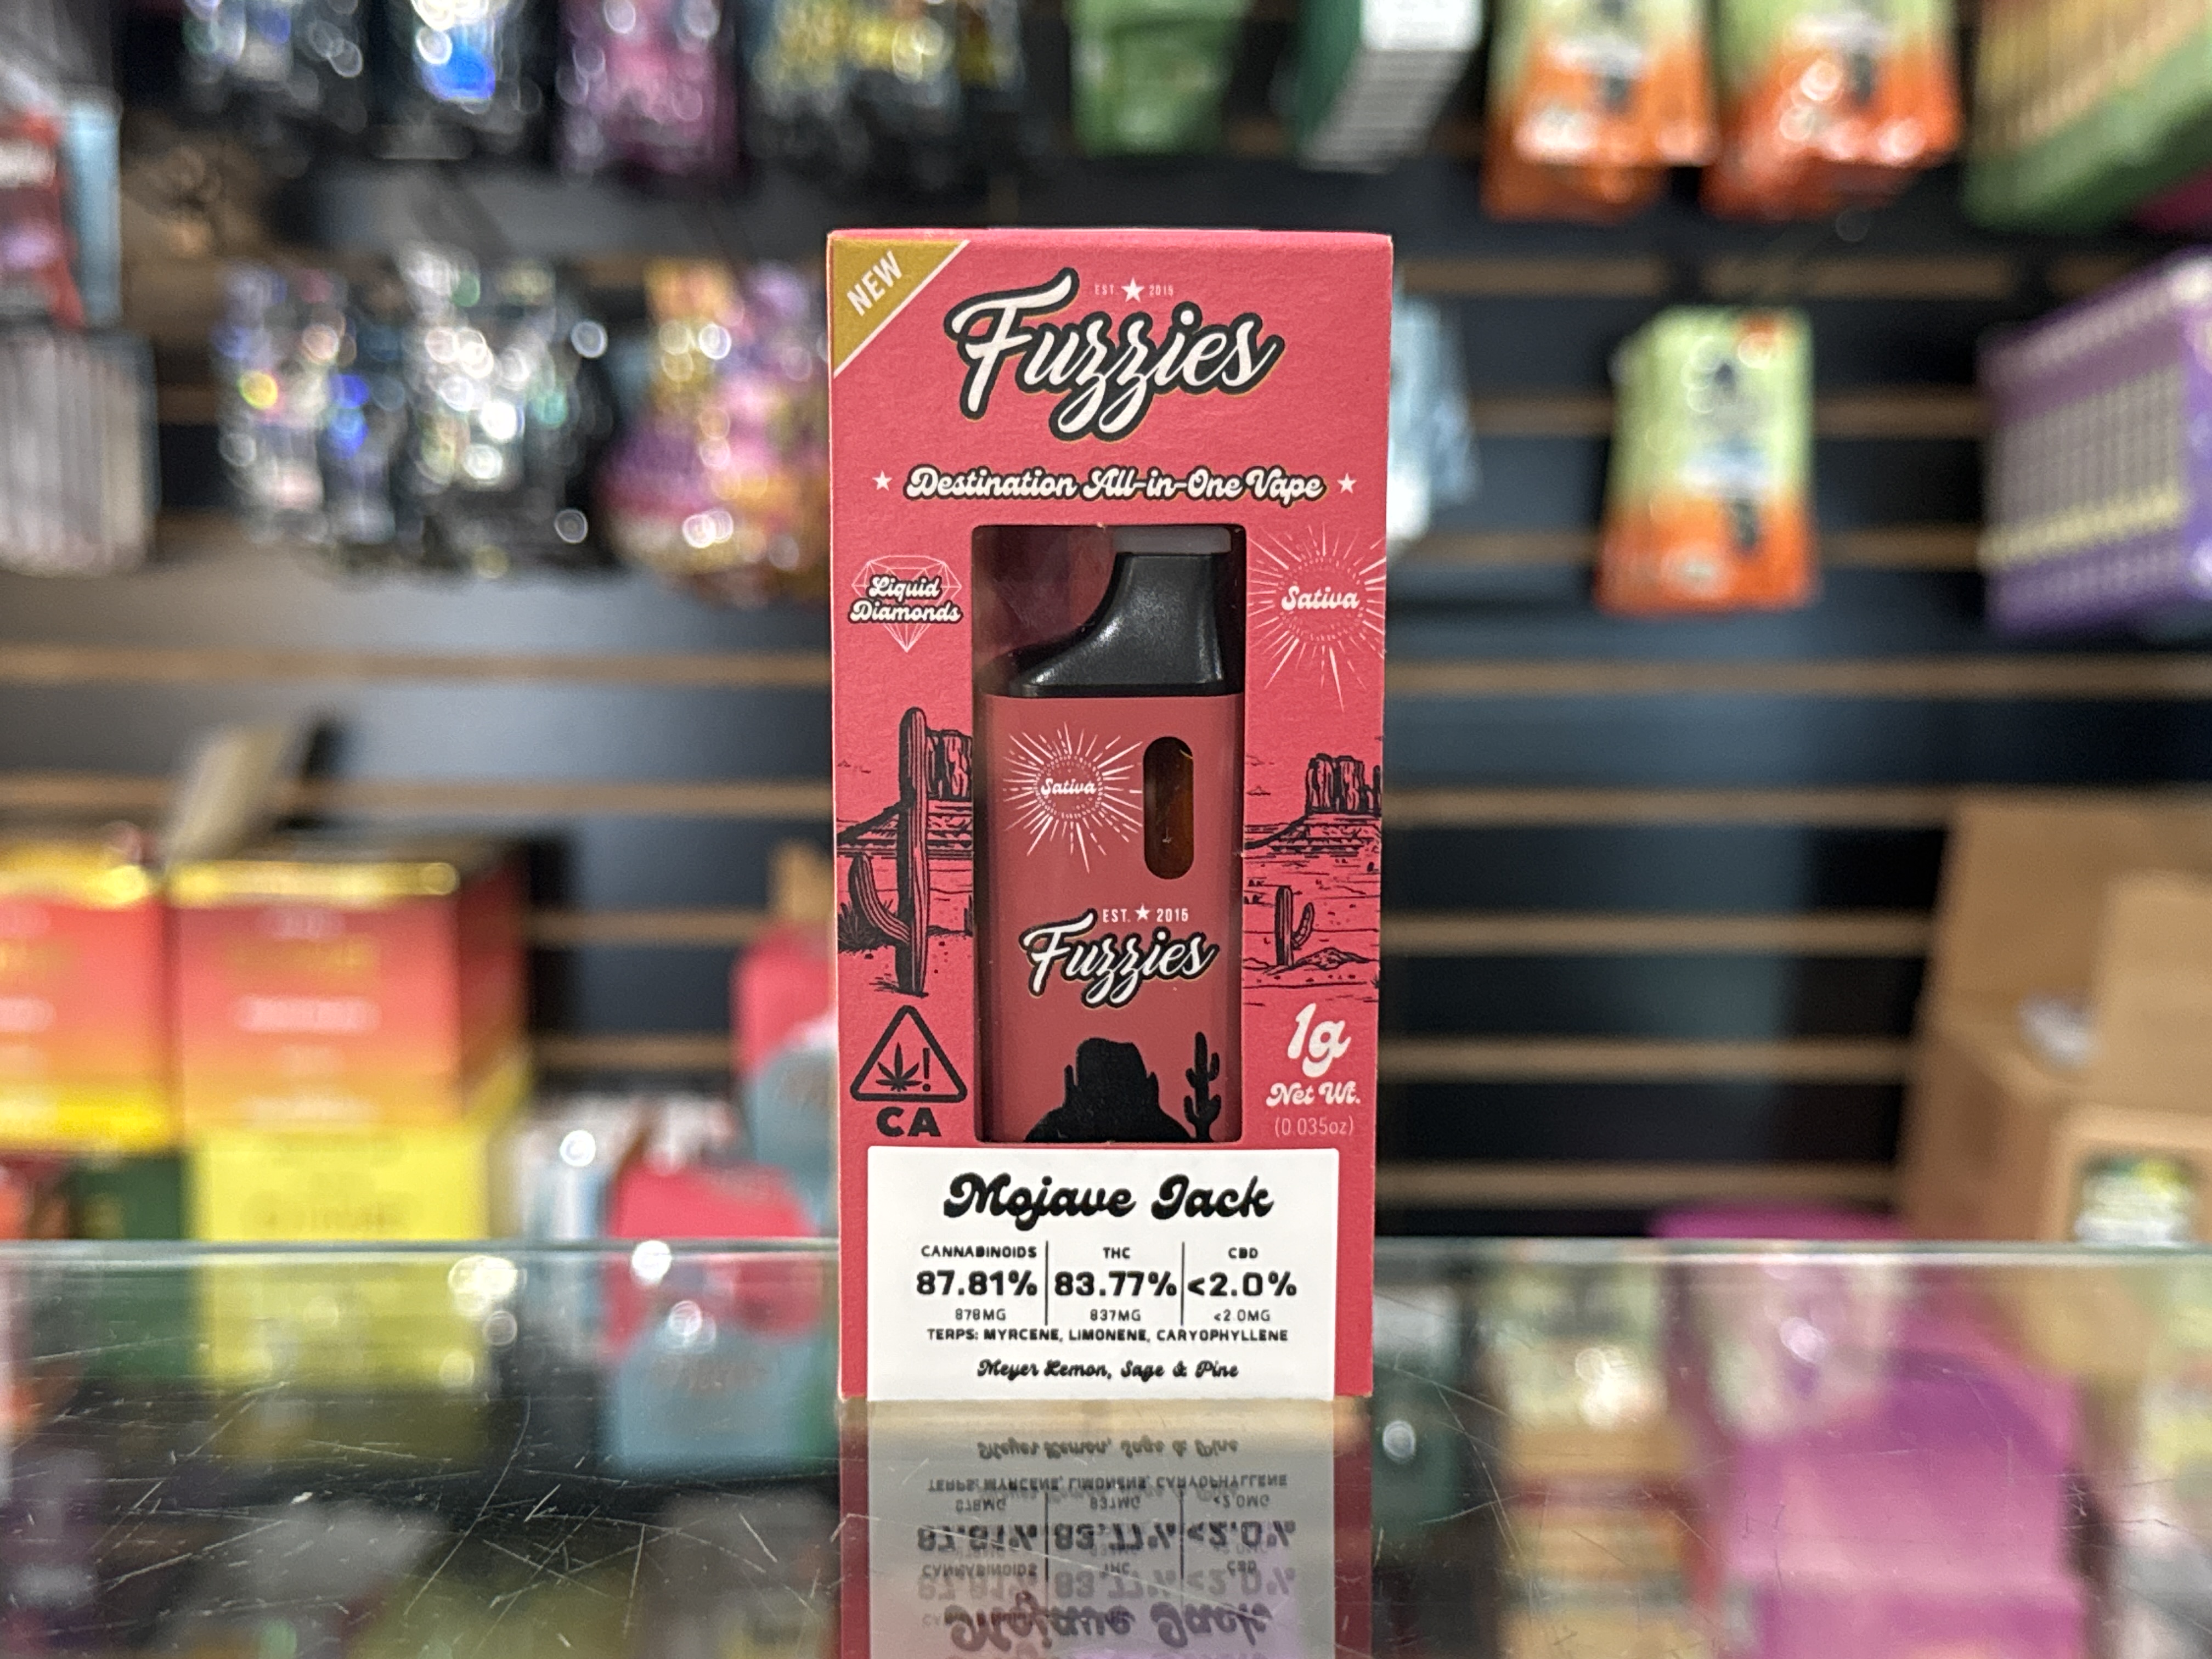 NEW
EST. ★ 2015
Fuzzies
★ Destination All-in-One Vape ★
Liquid
Diamonds
Sativa
Sativa
EST. ★ 2015
Fuzzies
CA
1g
Net Wt.
(0.035oz)
Mojave Jack
CANNABINOIDS THC CBD
87.81% 83.77% <2.0%
878MG 837MG <2.0MG
TERPS: MYRCENE, LIMONENE, CARYOPHYLLENE
Meyer Lemon, Sage & Pine